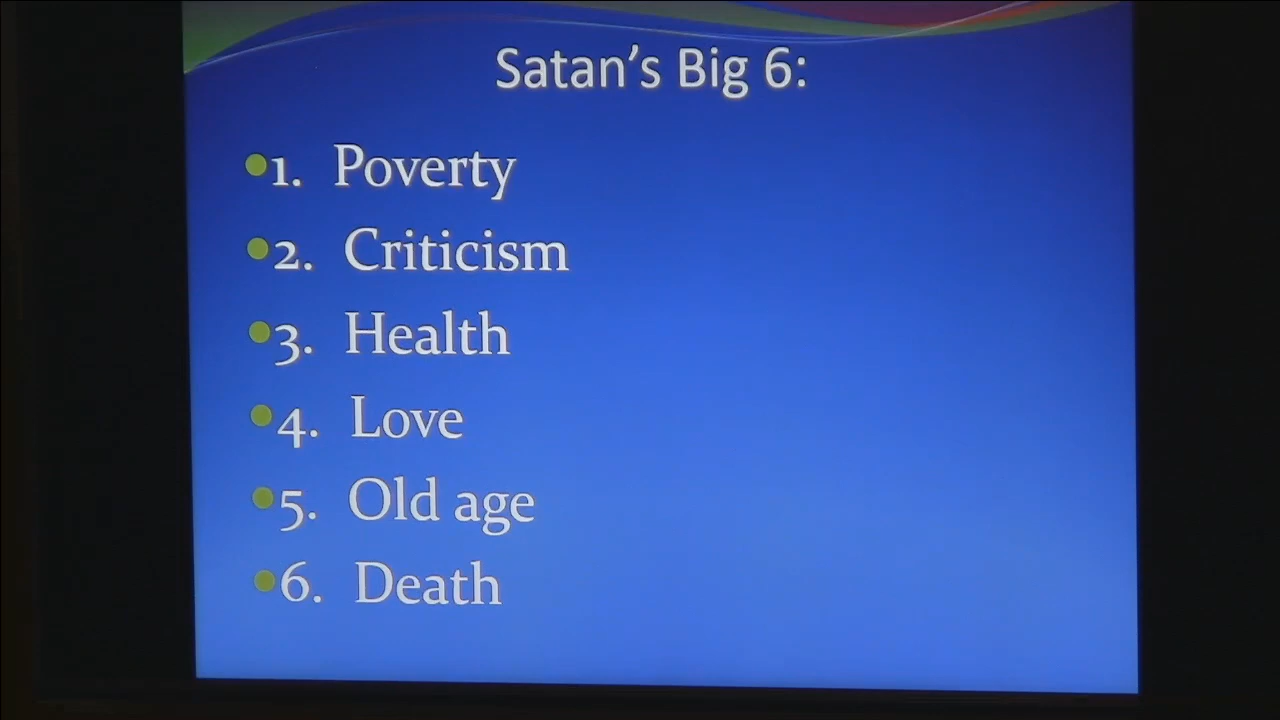 Satan's Big 6:
1. Poverty
2. Criticism
3. Health
4. Love
5. Old age
6. Death